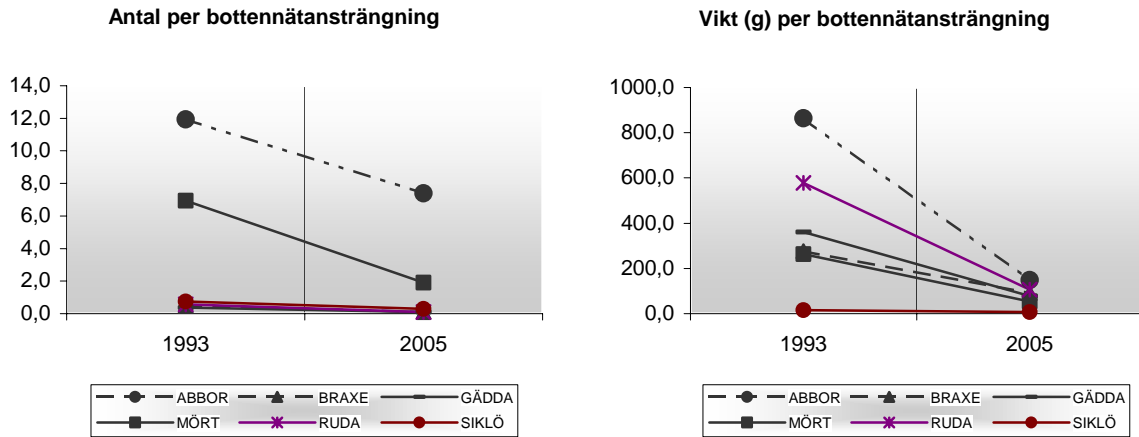 Antal per bottennätansträngning
14,0
12,0
10,0
8,0
6,0
4,0
2,0
0,0
1993 2005
ABBOR BRAXE GÄDDA
MÖRT RUDA SIKLÖ
Vikt (g) per bottennätansträngning
1000,0
800,0
600,0
400,0
200,0
0,0
1993 2005
ABBOR BRAXE GÄDDA
MÖRT RUDA SIKLÖ